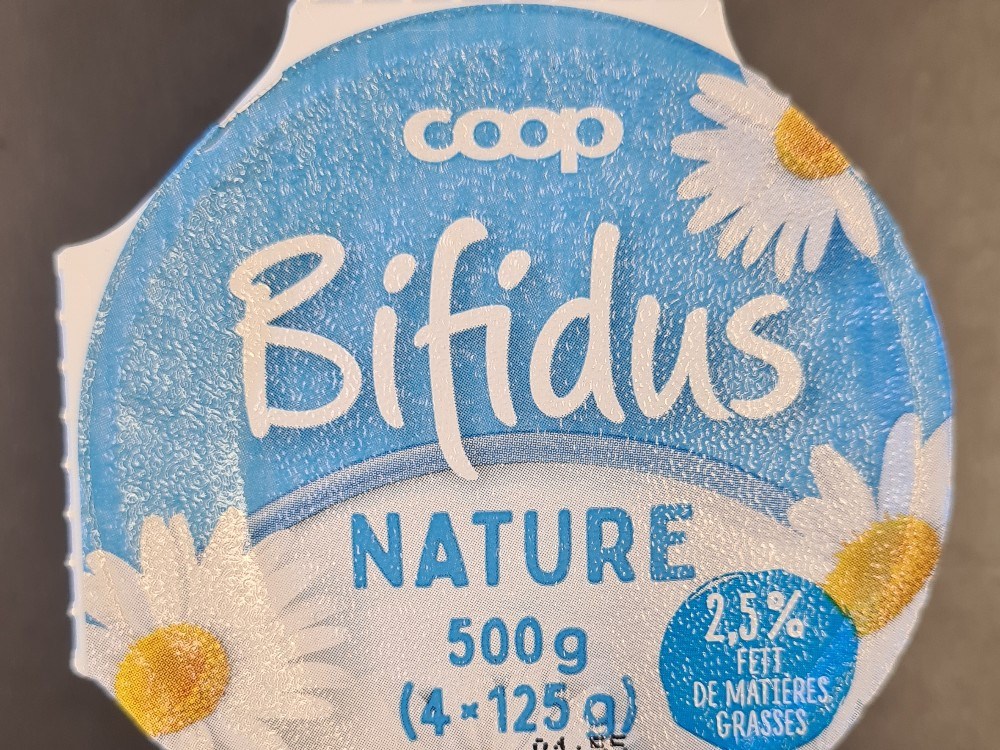 coop
Bifidus
NATURE
500g
(4×125g)
2,5%
FETT
DE MATIÈRES
GRASSES